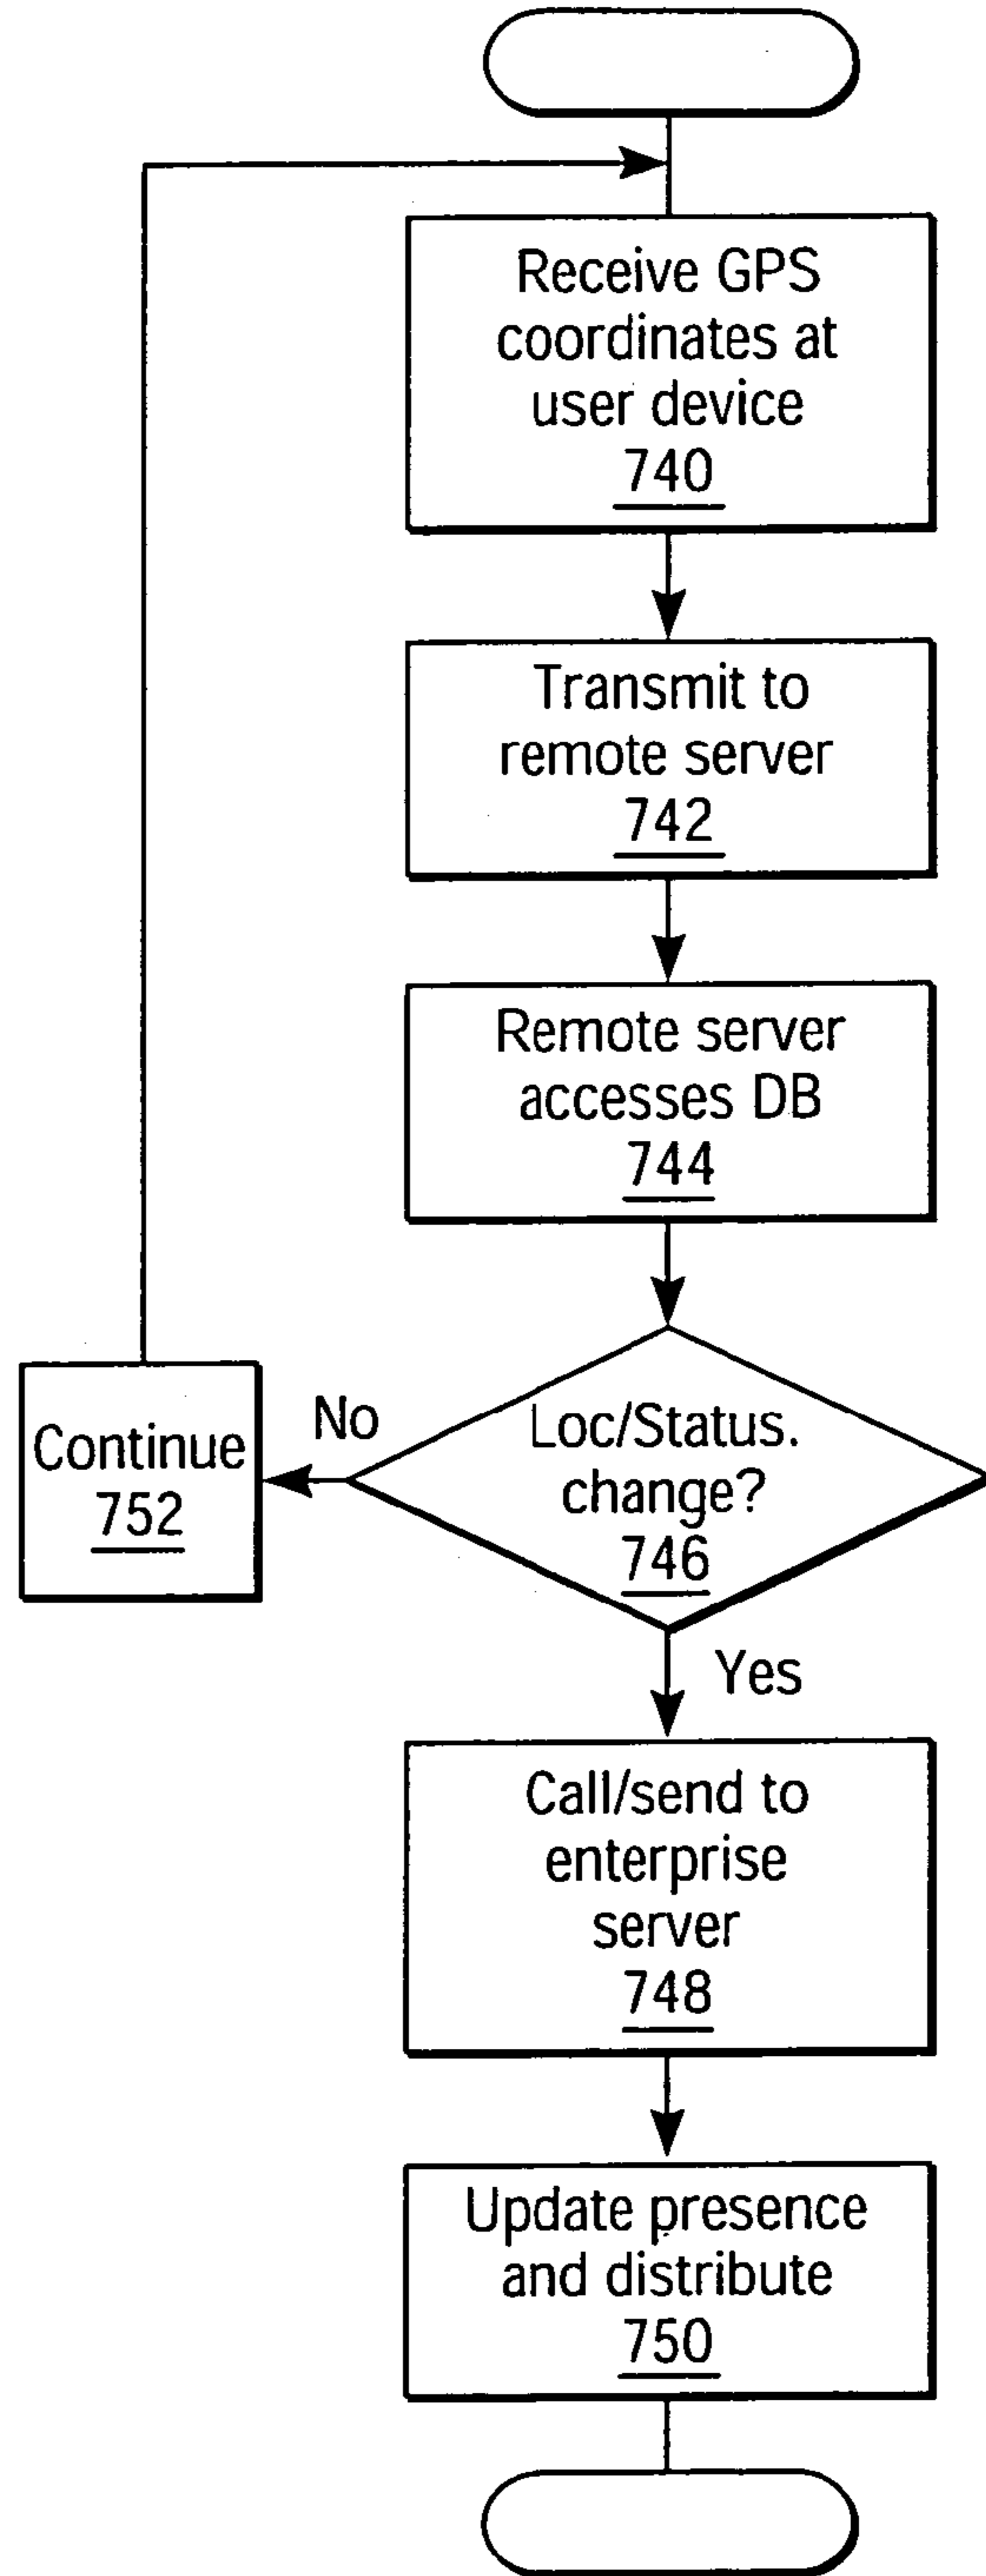 Receive GPS
coordinates at
user device
740
Transmit to
remote server
742
Remote server
accesses DB
744
Loc/Status.
change?
746
No
Continue
752
Yes
Call/send to
enterprise
server
748
Update presence
and distribute
750